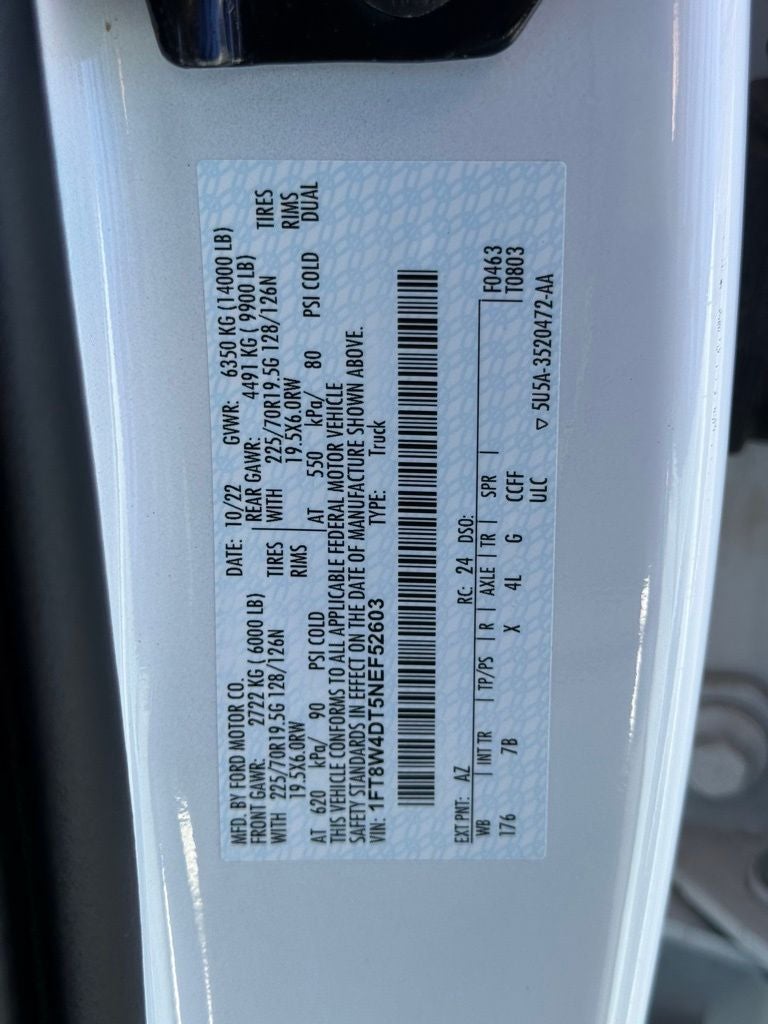 MFD. BY FORD MOTOR CO. DATE: 10/22 GVWR: 6350 KG (14000 LB)
FRONT GAWR: 2722 KG ( 6000 LB) REAR GAWR: 4491 KG ( 9900 LB)
WITH 225/70R19.5G 128/126N TIRES WITH 225/70R19.5G 128/126N TIRES
19.5X6.0RW RIMS 19.5X6.0RW RIMS
AT 620 kPa/ 90 PSI COLD AT 550 kPa/ 80 PSI COLD DUAL
THIS VEHICLE CONFORMS TO ALL APPLICABLE FEDERAL MOTOR VEHICLE
SAFETY STANDARDS IN EFFECT ON THE DATE OF MANUFACTURE SHOWN ABOVE.
VIN: 1FT8W4DT5NEF52603 TYPE: Truck
EXT PNT: AZ RC: 24 DSO: F0463
WB INT TR TP/PS R AXLE TR SPR T0803
176 7B X 4L G CCFF
ULC ▽ 5U5A-3520472-AA